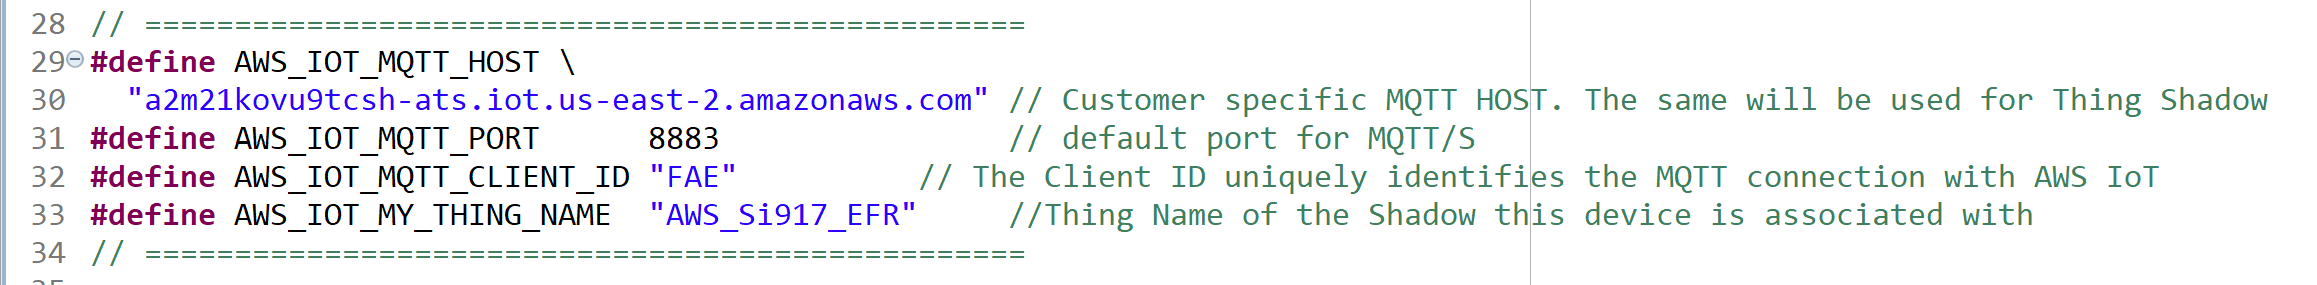 28 // =================================================
29 #define AWS_IOT_MQTT_HOST \
30 "a2m21kovu9tcsh-ats.iot.us-east-2.amazonaws.com" // Customer specific MQTT HOST. The same will be used for Thing Shadow
31 #define AWS_IOT_MQTT_PORT 8883 // default port for MQTT/S
32 #define AWS_IOT_MQTT_CLIENT_ID "FAE" // The Client ID uniquely identifies the MQTT connection with AWS IoT
33 #define AWS_IOT_MY_THING_NAME "AWS_Si917_EFR" //Thing Name of the Shadow this device is associated with
34 // =================================================